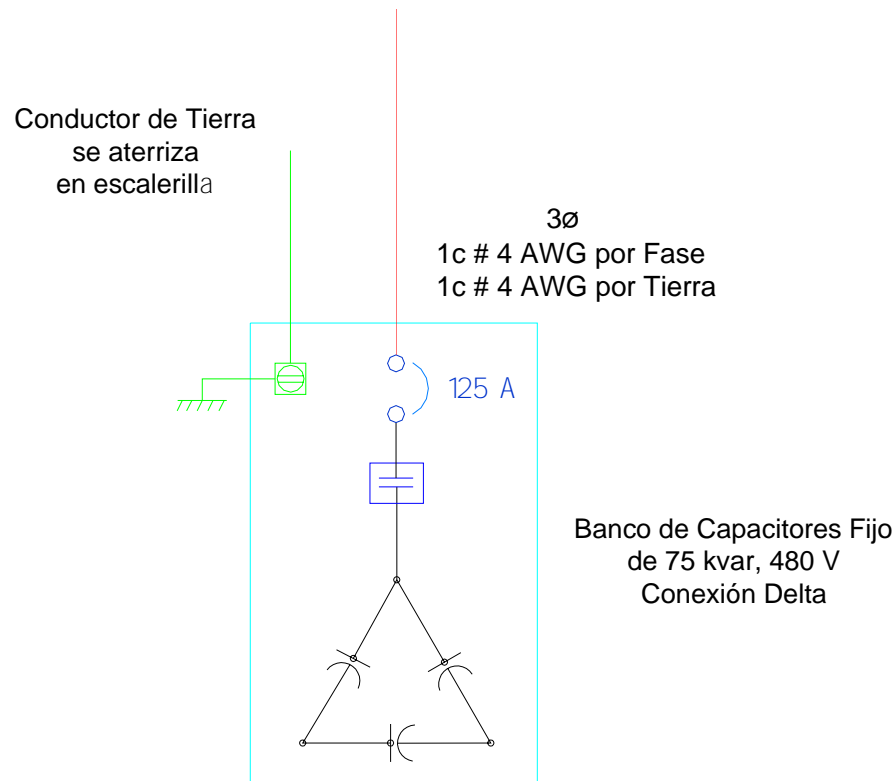 Conductor de Tierra
se aterriza
en escalerilla
3ø
1c # 4 AWG por Fase
1c # 4 AWG por Tierra
125 A
Banco de Capacitores Fijo
de 75 kvar, 480 V
Conexión Delta